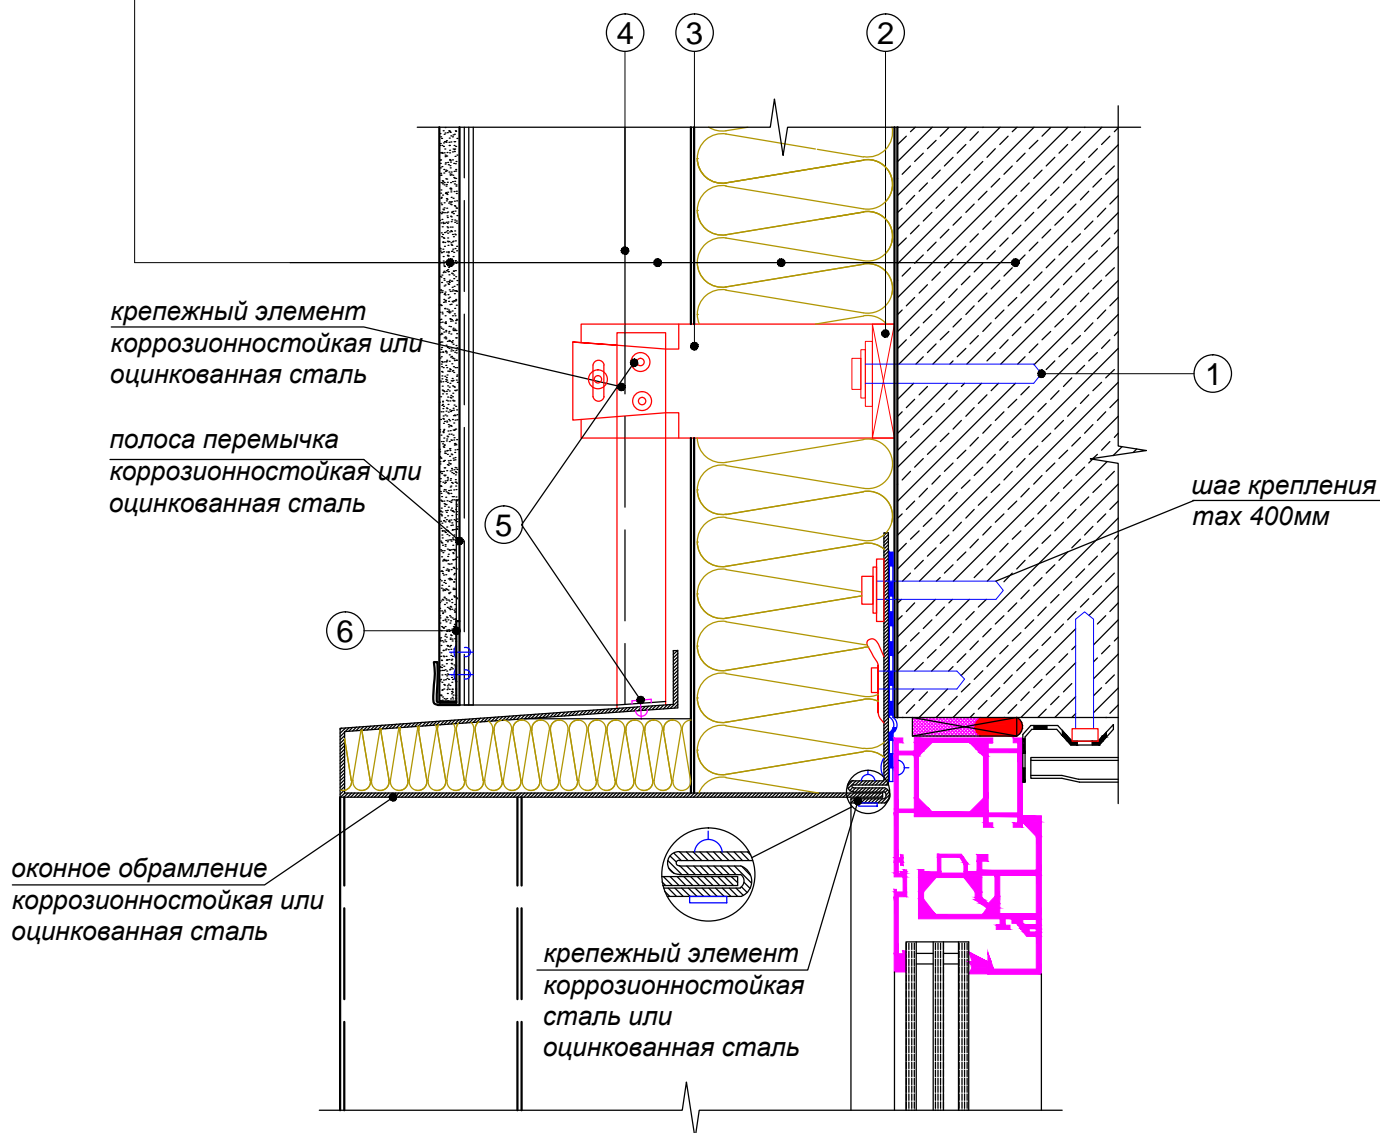 4
3
2
крепежный элемент
коррозионностойкая или
оцинкованная сталь
1
полоса перемычка
коррозионностойкая или
оцинкованная сталь
шаг крепления
max 400мм
5
6
оконное обрамление
коррозионностойкая или
оцинкованная сталь
крепежный элемент
коррозионностойкая
сталь или
оцинкованная сталь